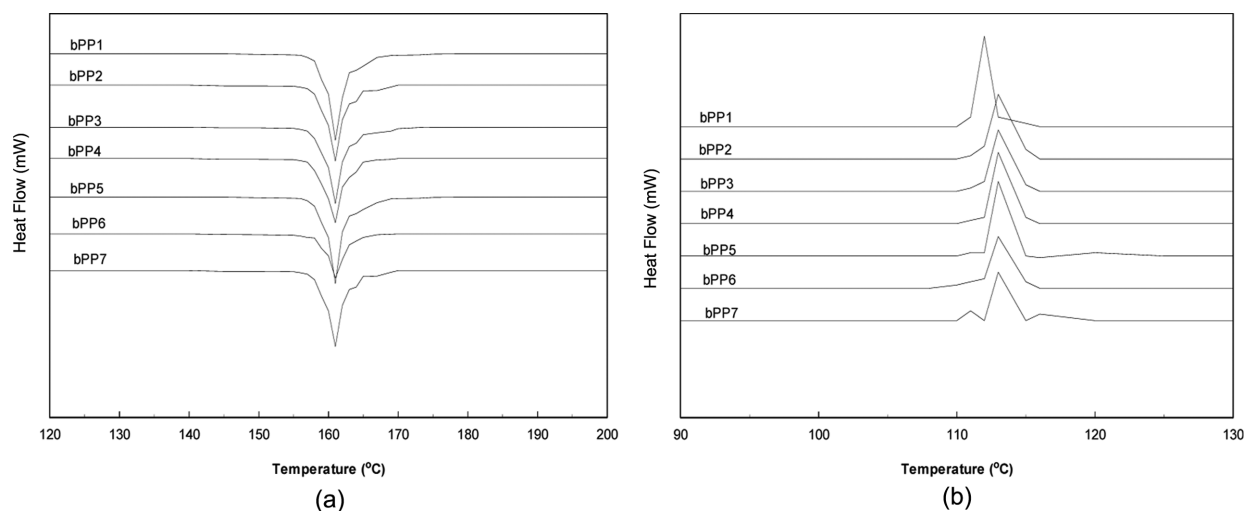 bPP1
bPP2
bPP3
bPP4
bPP5
bPP6
bPP7
Heat Flow (mW)
120 130 140 150 160 170 180 190 200
Temperature (°C)
(a)
bPP1
bPP2
bPP3
bPP4
bPP5
bPP6
bPP7
Heat Flow (mW)
90 100 110 120 130
Temperature (°C)
(b)